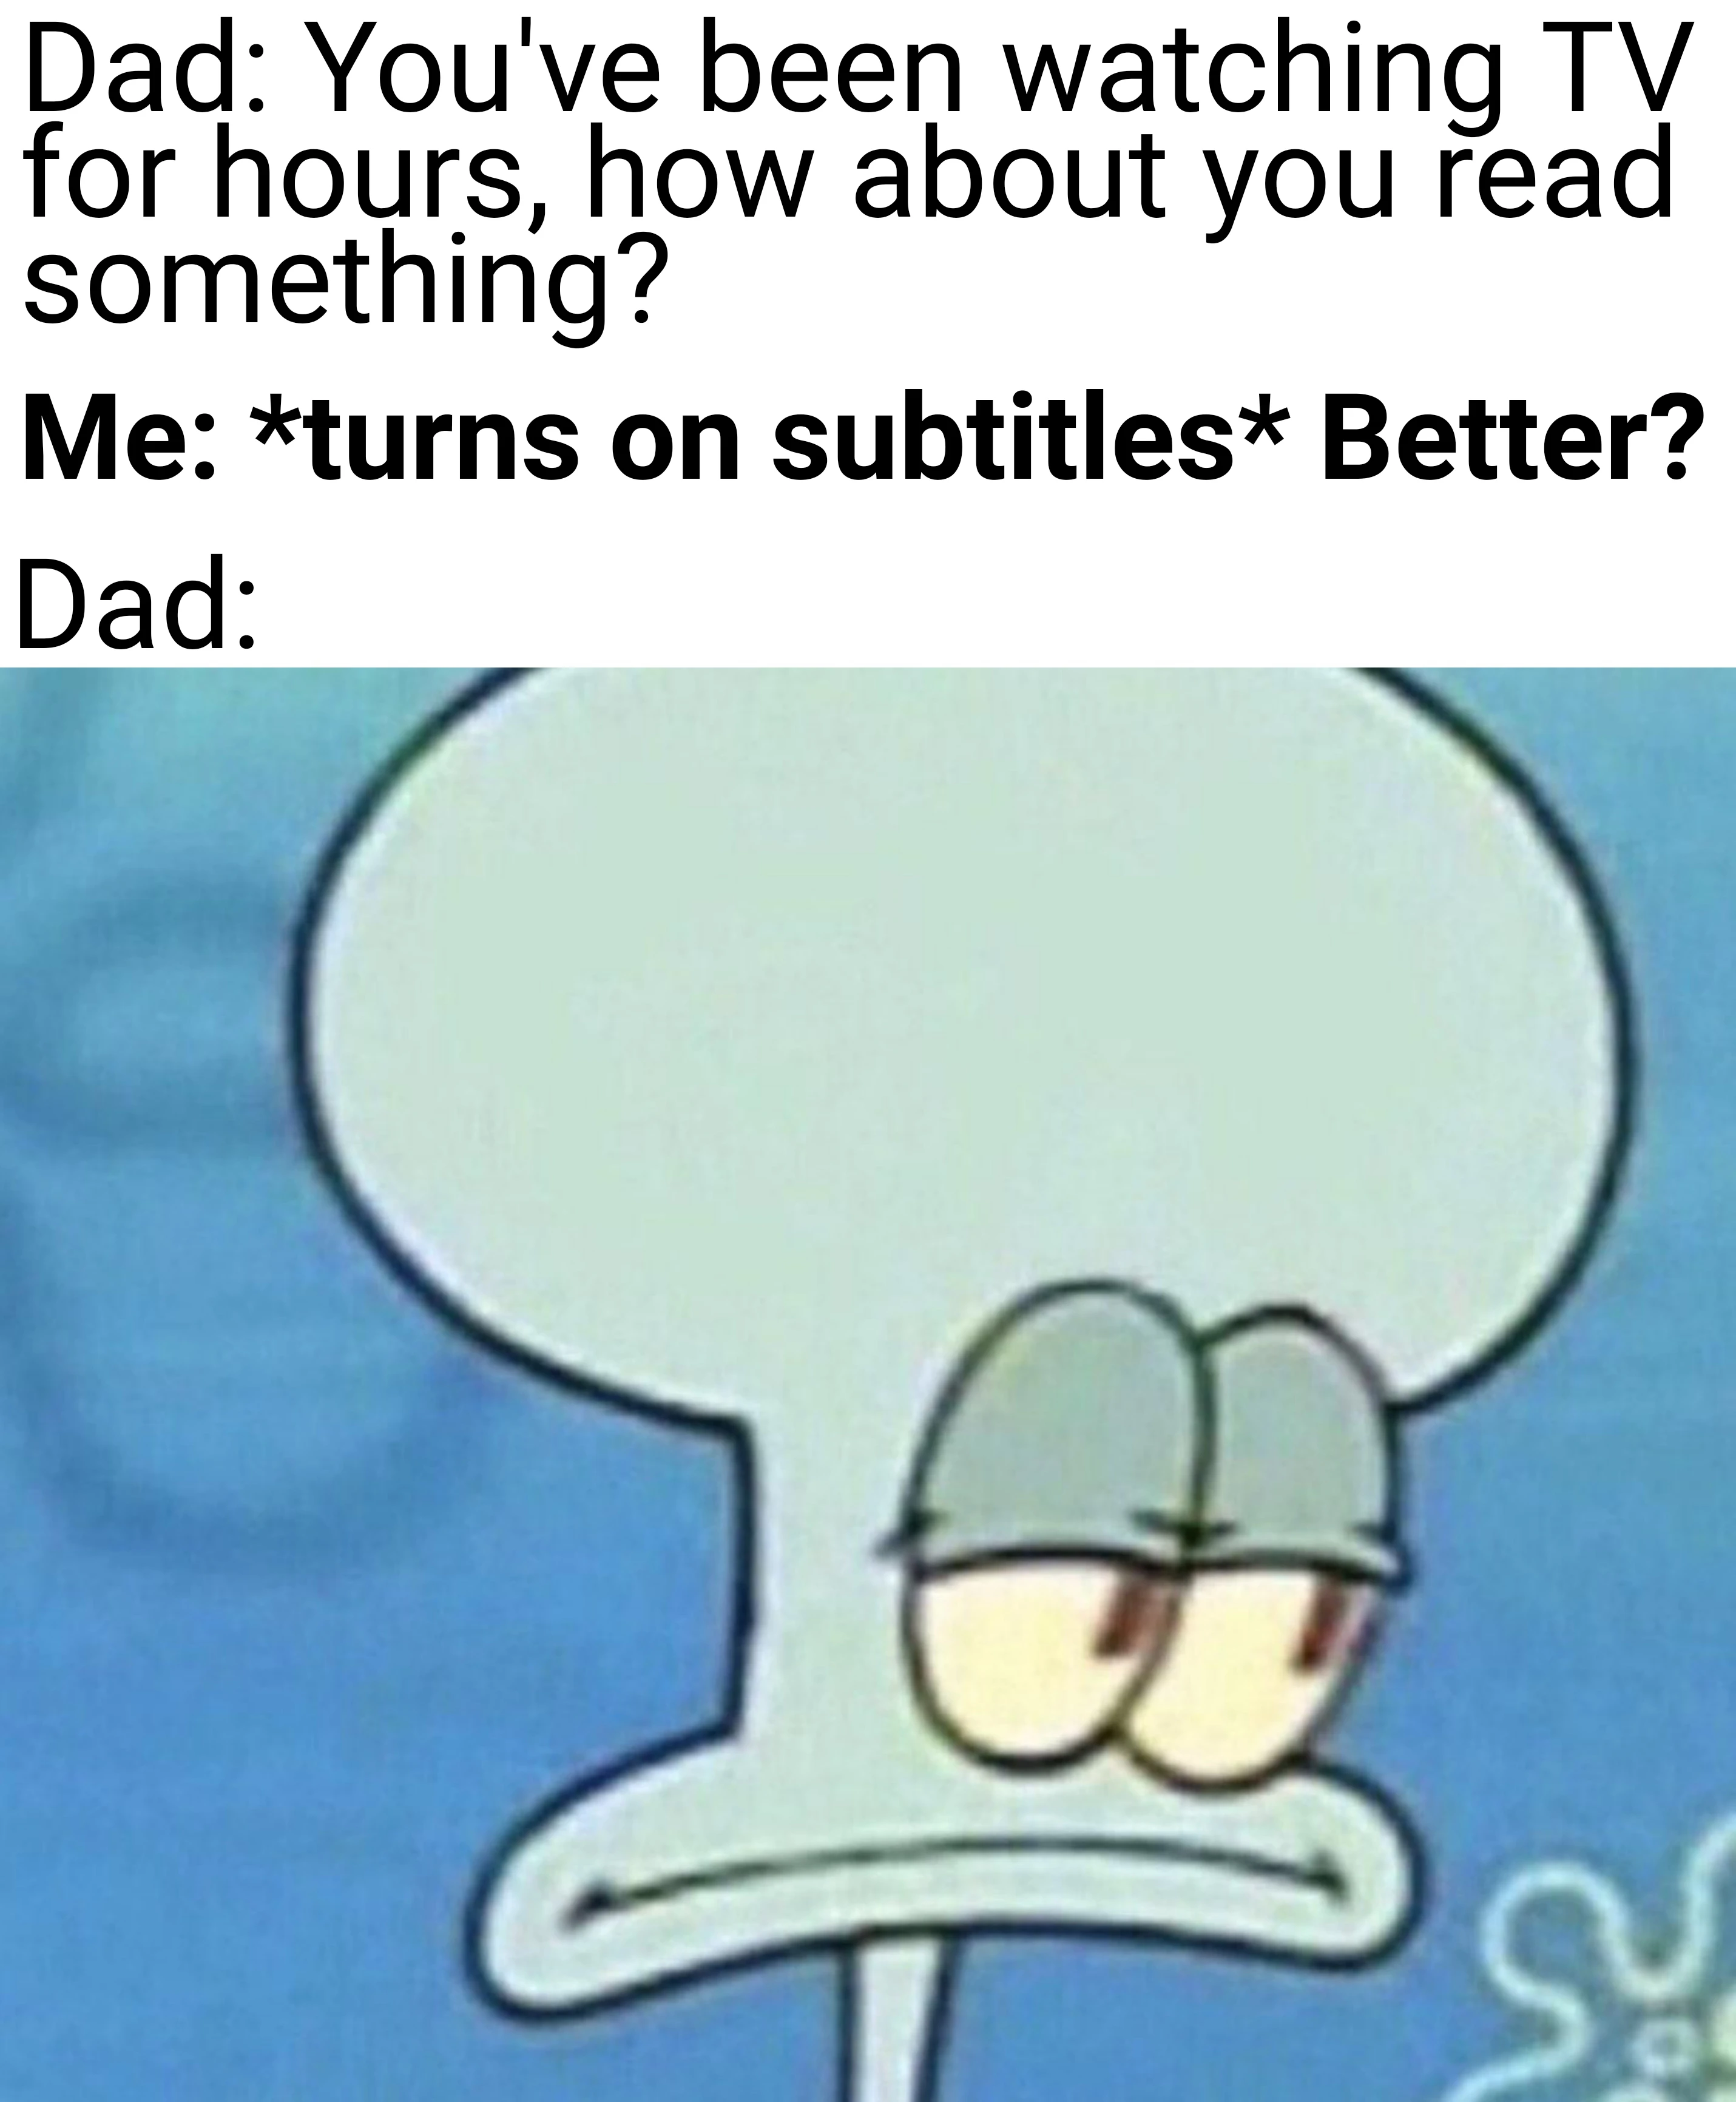 Dad: You've been watching TV
for hours, how about you read
something?
Me: *turns on subtitles* Better?
Dad: